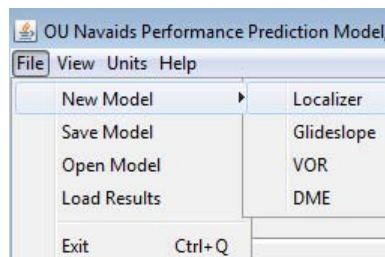 OU Navaids Performance Prediction Model
File View Units Help
New Model Localizer
Save Model Glideslope
Open Model VOR
Load Results DME
Exit Ctrl+Q